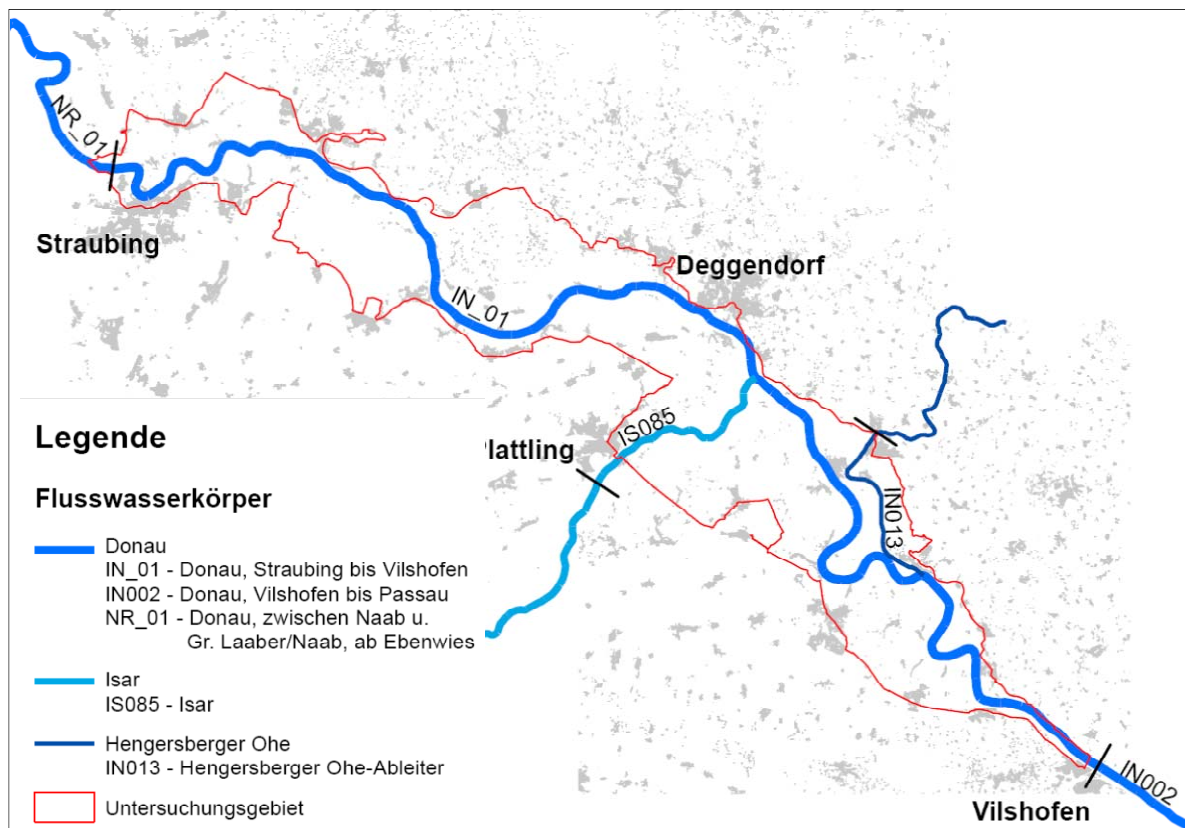 NR_01
Straubing
Deggendorf
IN_01
IS085
lattling
IN013
Legende
Flusswasserkörper
Donau
IN_01 - Donau, Straubing bis Vilshofen
IN002 - Donau, Vilshofen bis Passau
NR_01 - Donau, zwischen Naab u.
Gr. Laaber/Naab, ab Ebenwies
Isar
IS085 - Isar
Hengersberger Ohe
IN013 - Hengersberger Ohe-Ableiter
Untersuchungsgebiet
IN002
Vilshofen